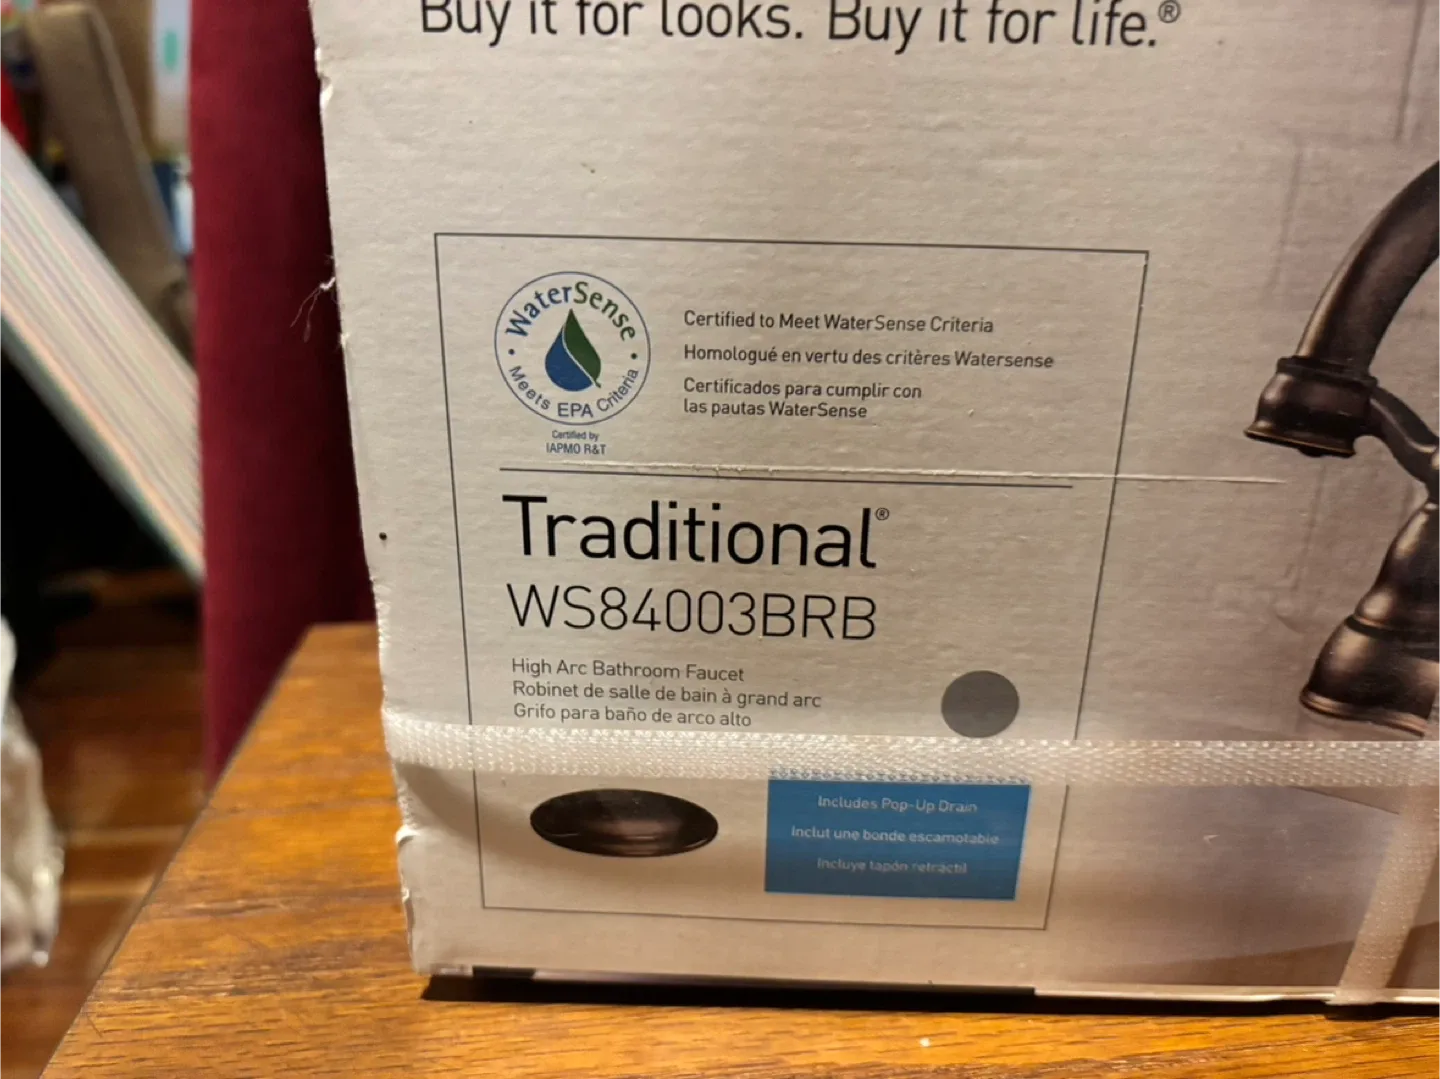 Buy it for looks. Buy it for life.®
WaterSense
Meets EPA Criteria
Certified by
IAPMO R&T
Certified to Meet WaterSense Criteria
Homologué en vertu des critères Watersense
Certificados para cumplir con
las pautas WaterSense
Traditional®
WS84003BRB
High Arc Bathroom Faucet
Robinet de salle de bain à grand arc
Grifo para baño de arco alto
Includes Pop-Up Drain
Inclut une bonde escamotable
Incluye tapón retráctil